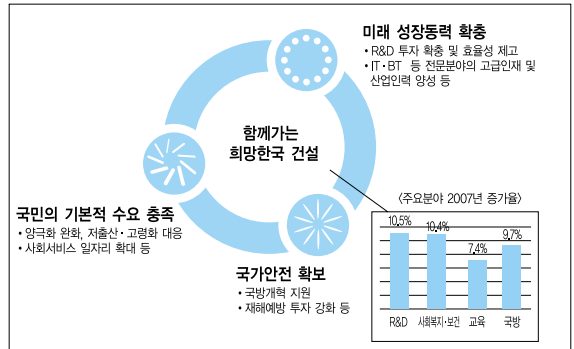 미래 성장동력 확충
• R&D 투자 확충 및 효율성 제고
• IT·BT 등 전문분야의 고급인재 및
산업인력 양성 등
함께가는
희망한국 건설
국민의 기본적 수요 충족
• 양극화 완화, 저출산·고령화 대응
• 사회서비스 일자리 확대 등
국가안전 확보
• 국방개혁 지원
• 재해예방 투자 강화 등
〈주요분야 2007년 증가율〉
10.5% 10.4% 7.4% 9.7%
R&D 사회복지·보건 교육 국방